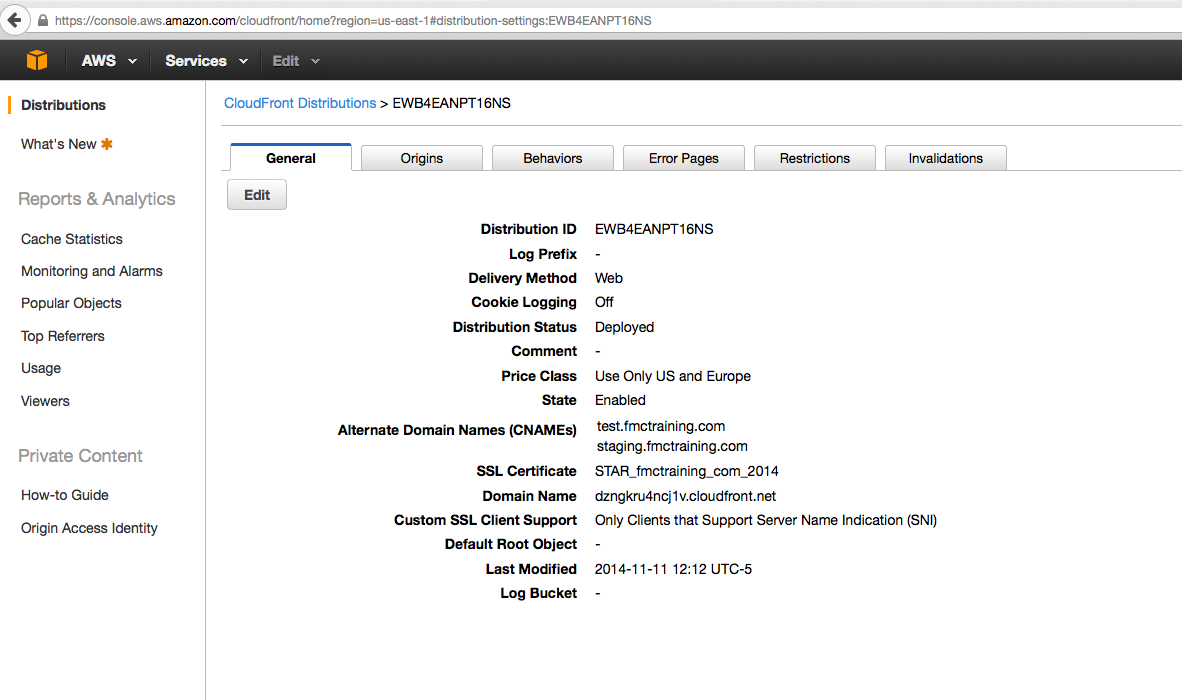 https://console.aws.amazon.com/cloudfront/home?region=us-east-1#distribution-settings:EWB4EANPT16NS
AWS Services Edit
Distributions
What's New
Reports & Analytics
Cache Statistics
Monitoring and Alarms
Popular Objects
Top Referrers
Usage
Viewers
Private Content
How-to Guide
Origin Access Identity
CloudFront Distributions > EWB4EANPT16NS
General Origins Behaviors Error Pages Restrictions Invalidations
Edit
Distribution ID EWB4EANPT16NS
Log Prefix -
Delivery Method Web
Cookie Logging Off
Distribution Status Deployed
Comment -
Price Class Use Only US and Europe
State Enabled
Alternate Domain Names (CNAMEs) test.fmctraining.com
staging.fmctraining.com
SSL Certificate STAR_fmctraining_com_2014
Domain Name dzngkru4ncj1v.cloudfront.net
Custom SSL Client Support Only Clients that Support Server Name Indication (SNI)
Default Root Object -
Last Modified 2014-11-11 12:12 UTC-5
Log Bucket -